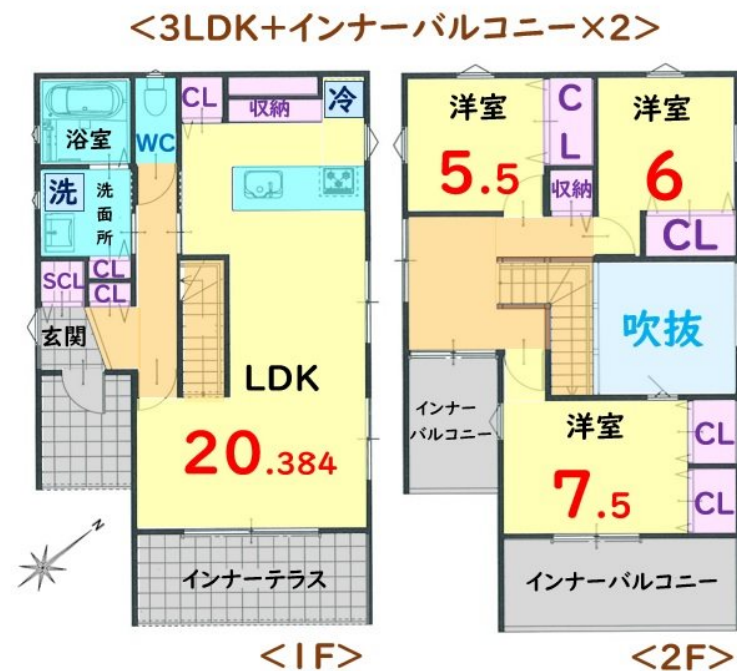 <3LDK+インナーバルコニー×2>
浴室
WC
CL
収納
冷
洗
洗面所
CL
SCL
CL
玄関
LDK
20.384
インナーテラス
N
<1F>
洋室
5.5
CL
洋室
6
収納
CL
吹抜
インナー
バルコニー
洋室
7.5
CL
CL
インナーバルコニー
<2F>